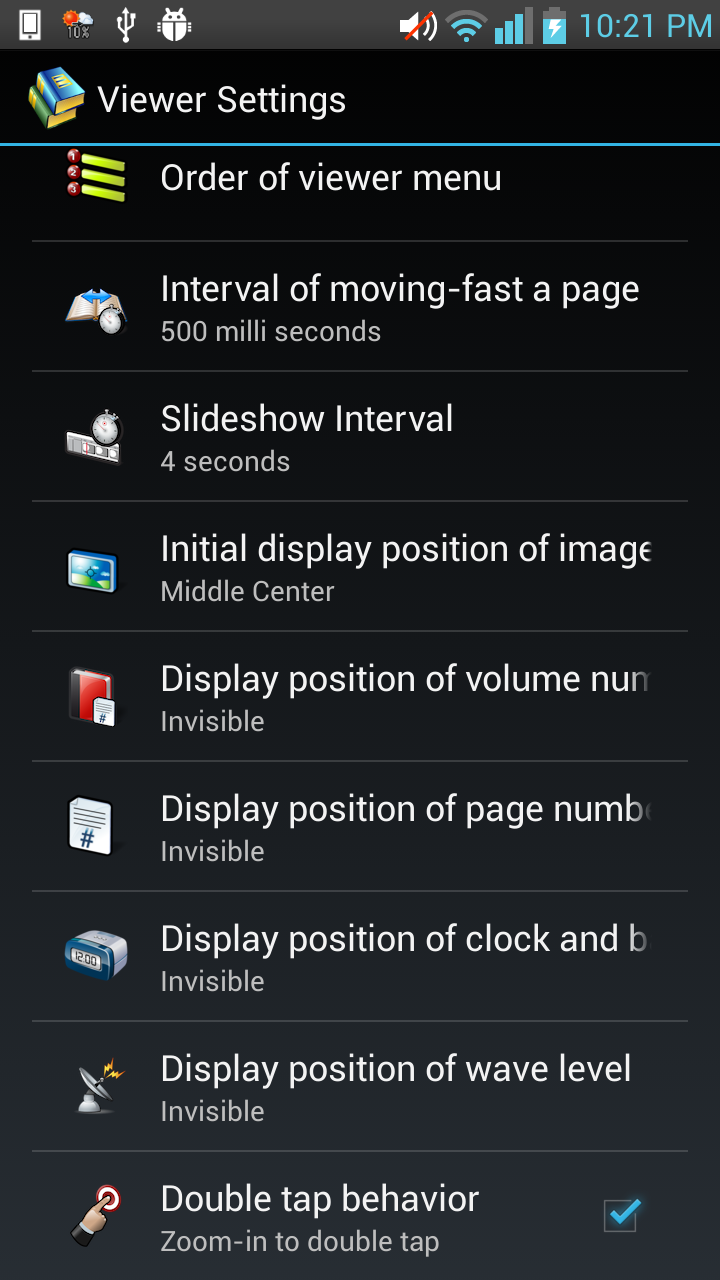 10%
10:21 PM
Viewer Settings
Order of viewer menu
Interval of moving-fast a page
500 milli seconds
Slideshow Interval
4 seconds
Initial display position of image
Middle Center
Display position of volume num
Invisible
Display position of page numbe
Invisible
Display position of clock and b
Invisible
Display position of wave level
Invisible
Double tap behavior
Zoom-in to double tap